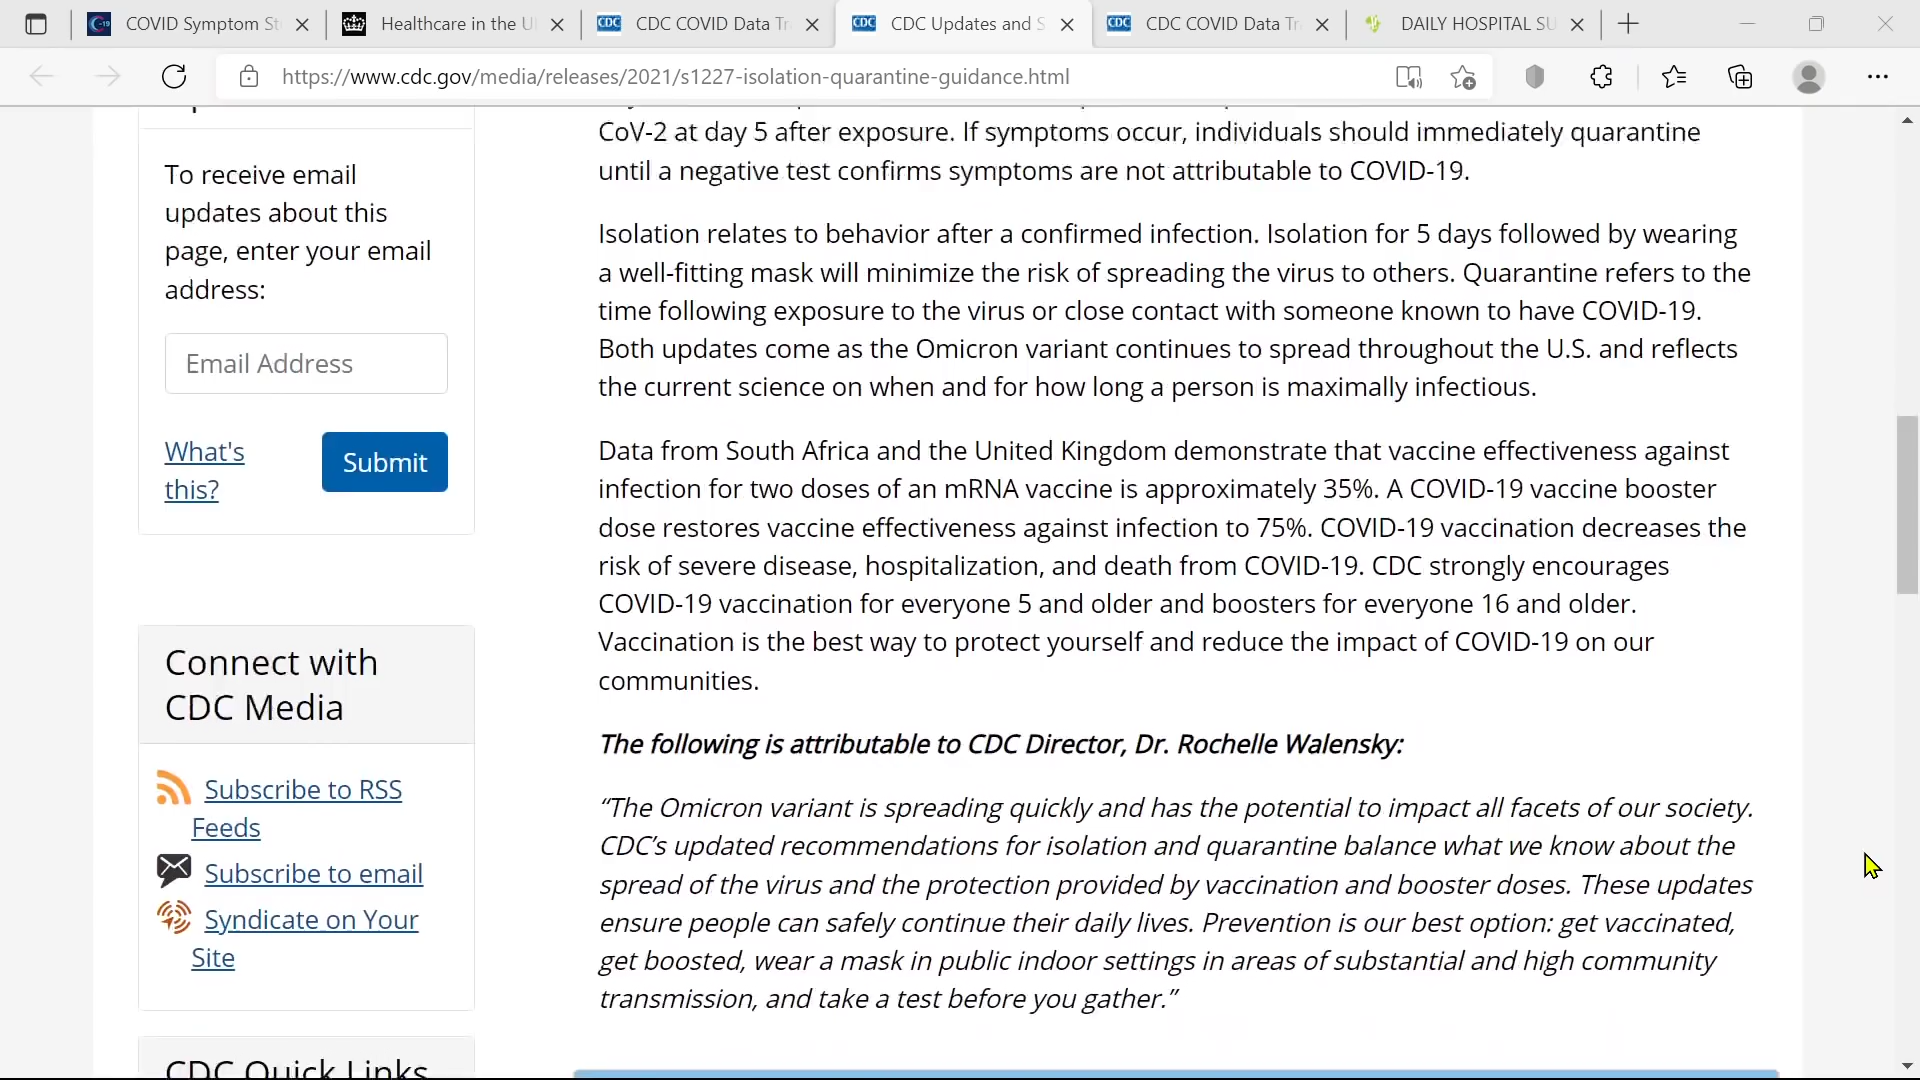 COVID Symptom St
Healthcare in the U
CDC COVID Data Tr
CDC Updates and S
CDC COVID Data Tr
DAILY HOSPITAL SU
https://www.cdc.gov/media/releases/2021/s1227-isolation-quarantine-guidance.html
To receive email
updates about this
page, enter your email
address:
Email Address
What's
this?
Submit
Connect with
CDC Media
Subscribe to RSS
Feeds
Subscribe to email
Syndicate on Your
Site
CDC Quick Links
CoV-2 at day 5 after exposure. If symptoms occur, individuals should immediately quarantine
until a negative test confirms symptoms are not attributable to COVID-19.
Isolation relates to behavior after a confirmed infection. Isolation for 5 days followed by wearing
a well-fitting mask will minimize the risk of spreading the virus to others. Quarantine refers to the
time following exposure to the virus or close contact with someone known to have COVID-19.
Both updates come as the Omicron variant continues to spread throughout the U.S. and reflects
the current science on when and for how long a person is maximally infectious.
Data from South Africa and the United Kingdom demonstrate that vaccine effectiveness against
infection for two doses of an mRNA vaccine is approximately 35%. A COVID-19 vaccine booster
dose restores vaccine effectiveness against infection to 75%. COVID-19 vaccination decreases the
risk of severe disease, hospitalization, and death from COVID-19. CDC strongly encourages
COVID-19 vaccination for everyone 5 and older and boosters for everyone 16 and older.
Vaccination is the best way to protect yourself and reduce the impact of COVID-19 on our
communities.
The following is attributable to CDC Director, Dr. Rochelle Walensky:
“The Omicron variant is spreading quickly and has the potential to impact all facets of our society.
CDC’s updated recommendations for isolation and quarantine balance what we know about the
spread of the virus and the protection provided by vaccination and booster doses. These updates
ensure people can safely continue their daily lives. Prevention is our best option: get vaccinated,
get boosted, wear a mask in public indoor settings in areas of substantial and high community
transmission, and take a test before you gather.”